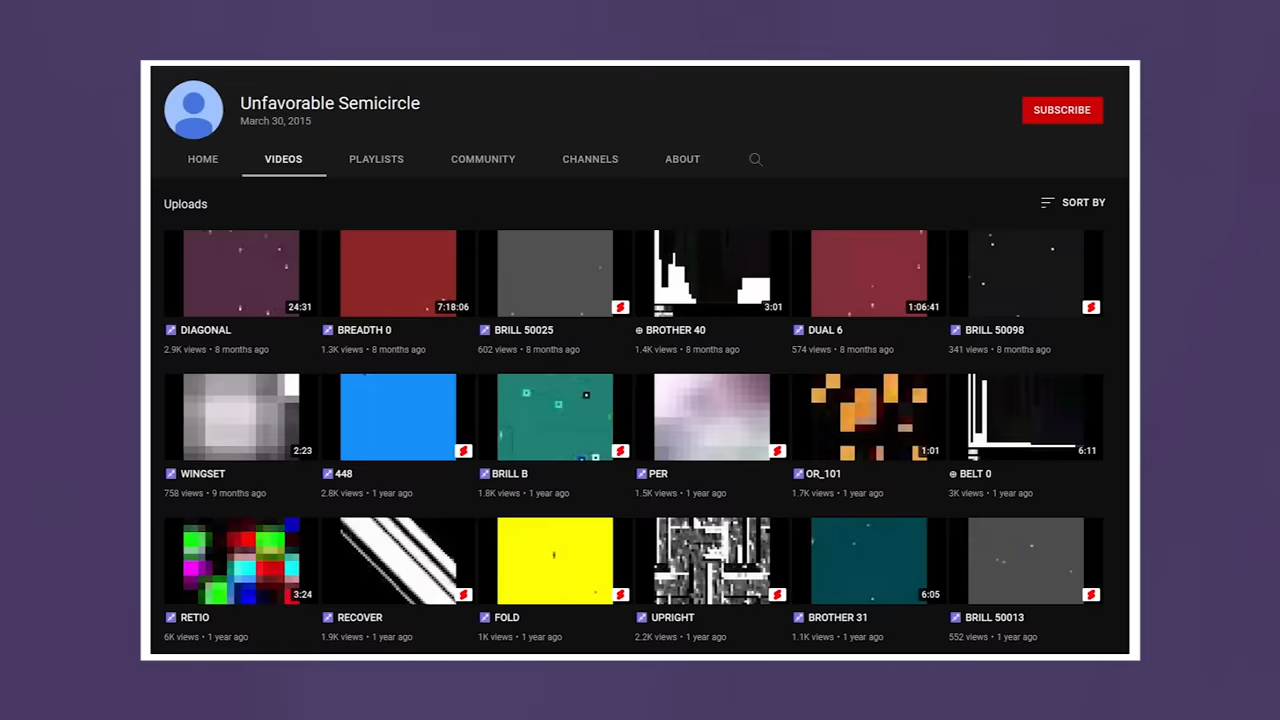 Unfavorable Semicircle
March 30, 2015
SUBSCRIBE
HOME VIDEOS PLAYLISTS COMMUNITY CHANNELS ABOUT
Uploads
SORT BY
24:31 7:18:06 3:01 1:06:41
DIAGONAL BREADTH 0 BRILL 50025 ⊕ BROTHER 40 DUAL 6 BRILL 50098
2.9K views • 8 months ago 1.3K views • 8 months ago 602 views • 8 months ago 1.4K views • 8 months ago 574 views • 8 months ago 341 views • 8 months ago
2:23 1:01 6:11
WINGSET 448 BRILL B PER OR_101 ⊕ BELT 0
758 views • 9 months ago 2.8K views • 1 year ago 1.8K views • 1 year ago 1.5K views • 1 year ago 1.7K views • 1 year ago 3K views • 1 year ago
3:24 6:05
RETIO RECOVER FOLD UPRIGHT BROTHER 31 BRILL 50013
6K views • 1 year ago 1.9K views • 1 year ago 1K views • 1 year ago 2.2K views • 1 year ago 1.1K views • 1 year ago 552 views • 1 year ago